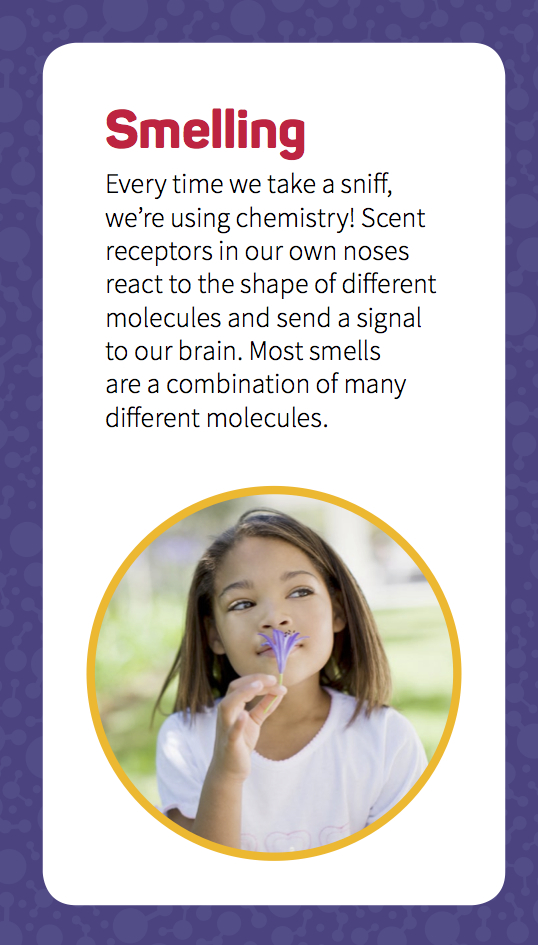 Smelling
Every time we take a sniff,
we’re using chemistry! Scent
receptors in our own noses
react to the shape of different
molecules and send a signal
to our brain. Most smells
are a combination of many
different molecules.